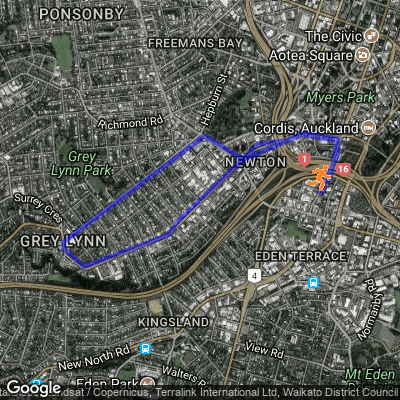 PONSONBY
The Civic
Aotea Square
FREEMANS BAY
Hepburn St
Myers Park
Richmond Rd
Cordis, Auckland
Grey
Lynn Park
1
NEWTON
16
Surrey Cres
GREY LYNN
EDEN TERRACE
4
Normanby Rd
KINGSLAND
New North Rd
View Rd
Mt Eden
Walters R
Eden Park
Google
dsat / Scopernicus, Terralink International Ltd, Waikato District Council